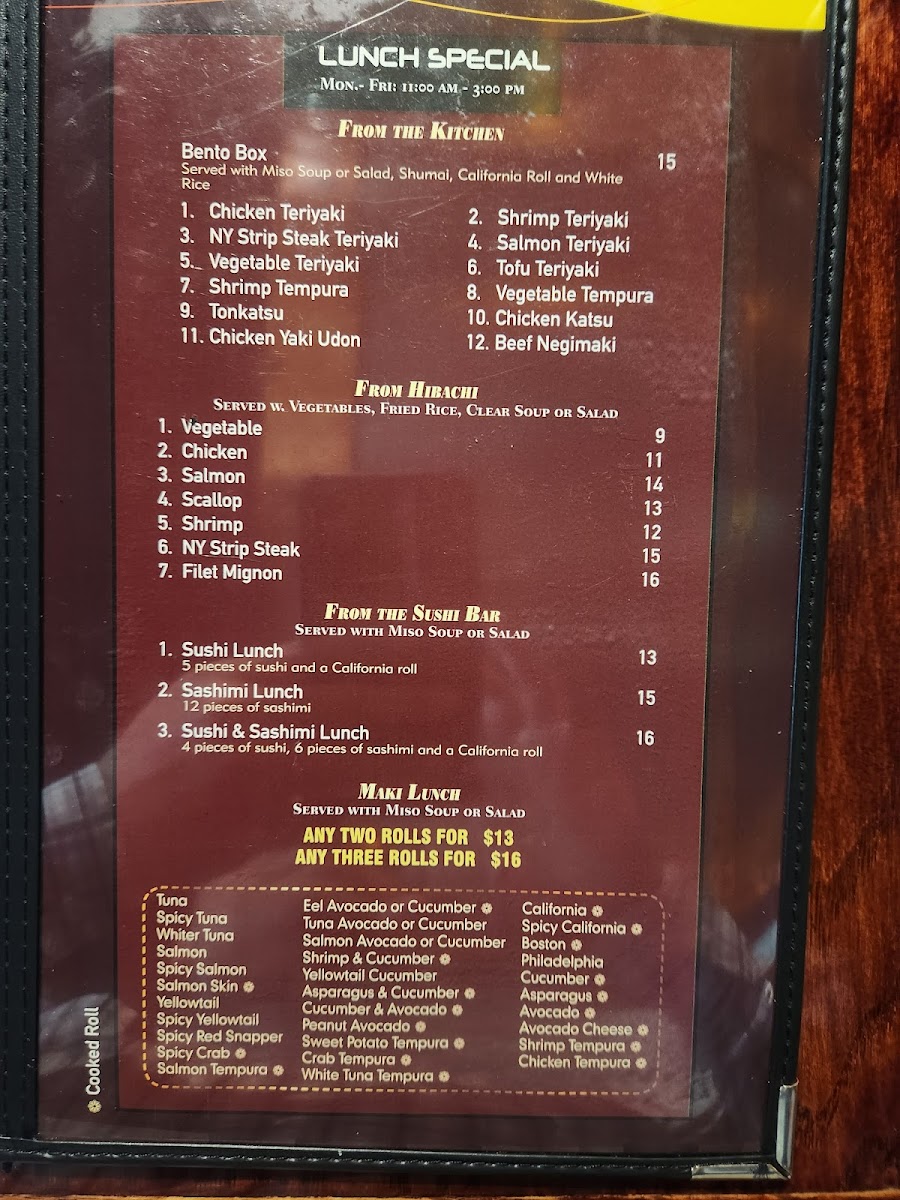 LUNCH SPECIAL
MON.- FRI: 11:00 AM - 3:00 PM
FROM THE KITCHEN
Bento Box 15
Served with Miso Soup or Salad, Shumai, California Roll and White
Rice
1. Chicken Teriyaki 2. Shrimp Teriyaki
3. NY Strip Steak Teriyaki 4. Salmon Teriyaki
5. Vegetable Teriyaki 6. Tofu Teriyaki
7. Shrimp Tempura 8. Vegetable Tempura
9. Tonkatsu 10. Chicken Katsu
11. Chicken Yaki Udon 12. Beef Negimaki
FROM HIBACHI
SERVED W. VEGETABLES, FRIED RICE, CLEAR SOUP OR SALAD
1. Vegetable 9
2. Chicken 11
3. Salmon 14
4. Scallop 13
5. Shrimp 12
6. NY Strip Steak 15
7. Filet Mignon 16
FROM THE SUSHI BAR
SERVED WITH MISO SOUP OR SALAD
1. Sushi Lunch 13
5 pieces of sushi and a California roll
2. Sashimi Lunch 15
12 pieces of sashimi
3. Sushi & Sashimi Lunch 16
4 pieces of sushi, 6 pieces of sashimi and a California roll
MAKI LUNCH
SERVED WITH MISO SOUP OR SALAD
ANY TWO ROLLS FOR $13
ANY THREE ROLLS FOR $16
Tuna
Spicy Tuna
Whiter Tuna
Salmon
Spicy Salmon
Salmon Skin
Yellowtail
Spicy Yellowtail
Spicy Red Snapper
Spicy Crab
Salmon Tempura
Eel Avocado or Cucumber
Tuna Avocado or Cucumber
Salmon Avocado or Cucumber
Shrimp & Cucumber
Yellowtail Cucumber
Asparagus & Cucumber
Cucumber & Avocado
Peanut Avocado
Sweet Potato Tempura
Crab Tempura
White Tuna Tempura
California
Spicy California
Boston
Philadelphia
Cucumber
Asparagus
Avocado
Avocado Cheese
Shrimp Tempura
Chicken Tempura
Cooked Roll